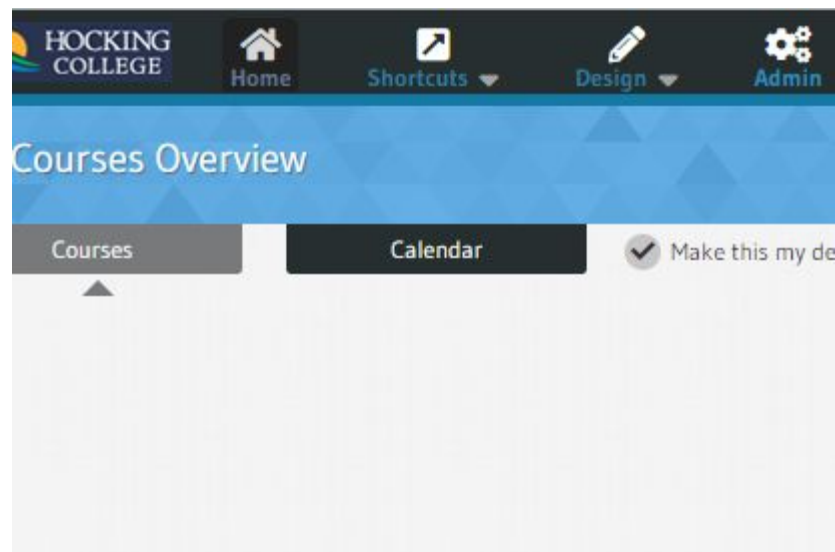 HOCKING
COLLEGE
Home
Shortcuts
Design
Admin
Courses Overview
Courses
Calendar
Make this my de